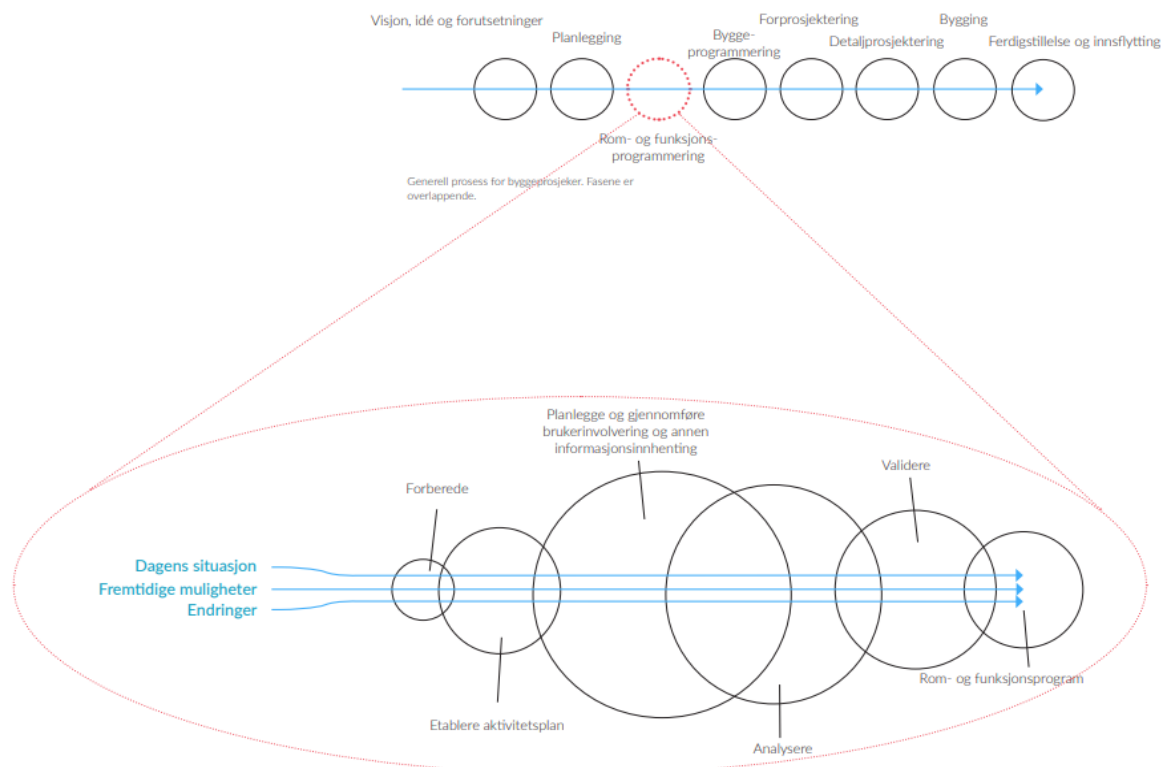 Visjon, idé og forutsetninger
Planlegging
Rom- og funksjons-
programmering
Bygge-
programmering
Forprosjektering
Detaljprosjektering
Bygging
Ferdigstillelse og innsflytting
Generell prosess for byggeprosjeker. Fasene er
overlappende.
Planlegge og gjennomføre
brukerinvolvering og annen
informasjonsinnhenting
Validere
Forberede
Dagens situasjon
Fremtidige muligheter
Endringer
Rom- og funksjonsprogram
Etablere aktivitetsplan
Analysere